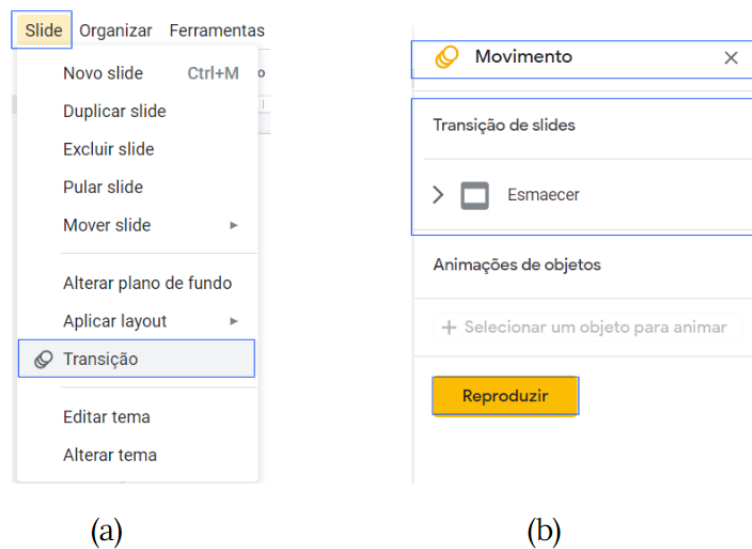 Slide Organizar Ferramentas
Novo slide Ctrl+M o
Duplicar slide
Excluir slide
Pular slide
Mover slide
Alterar plano de fundo
Aplicar layout
Transição
Editar tema
Alterar tema
(a)
Movimento
Transição de slides
Esmaecer
Animações de objetos
+ Selecionar um objeto para animar
Reproduzir
(b)